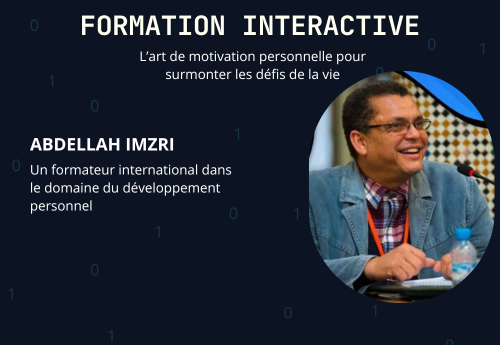 FORMATION INTERACTIVE
L'art de motivation personnelle pour
surmonter les défis de la vie
ABDELLAH IMZRI
Un formateur international dans
le domaine du développement
personnel